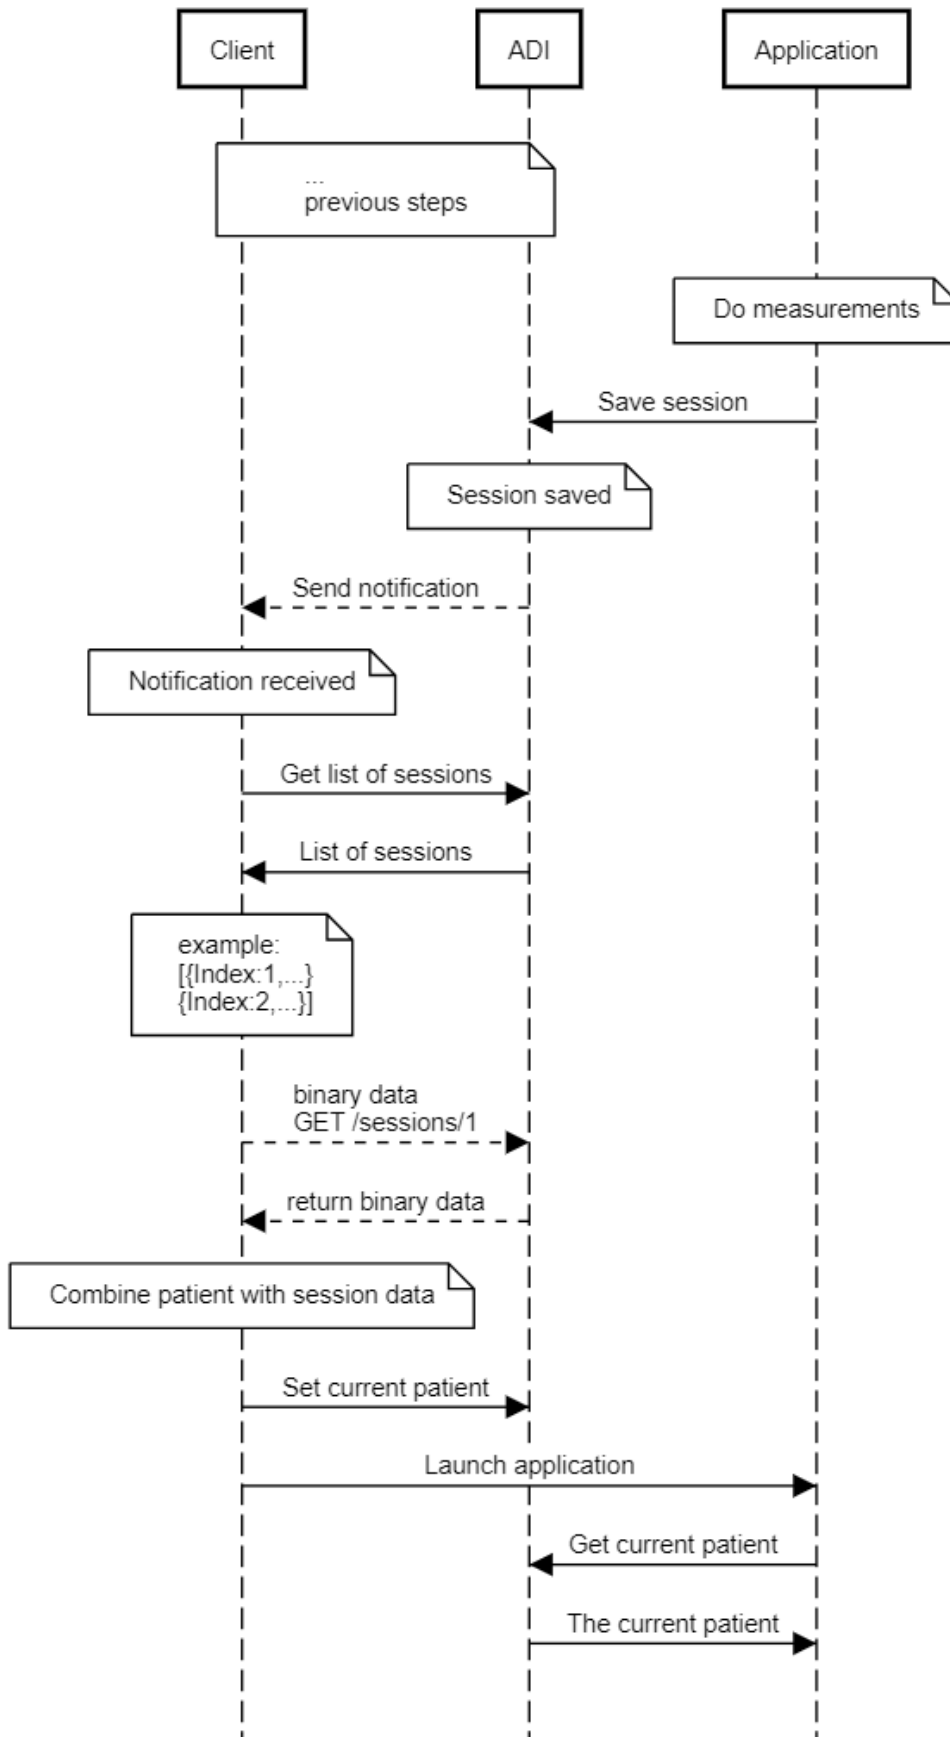 Client
ADI
Application
...
previous steps
Do measurements
Save session
Session saved
Send notification
Notification received
Get list of sessions
List of sessions
example:
[{Index:1,...}
{Index:2,...}]
binary data
GET /sessions/1
return binary data
Combine patient with session data
Set current patient
Launch application
Get current patient
The current patient